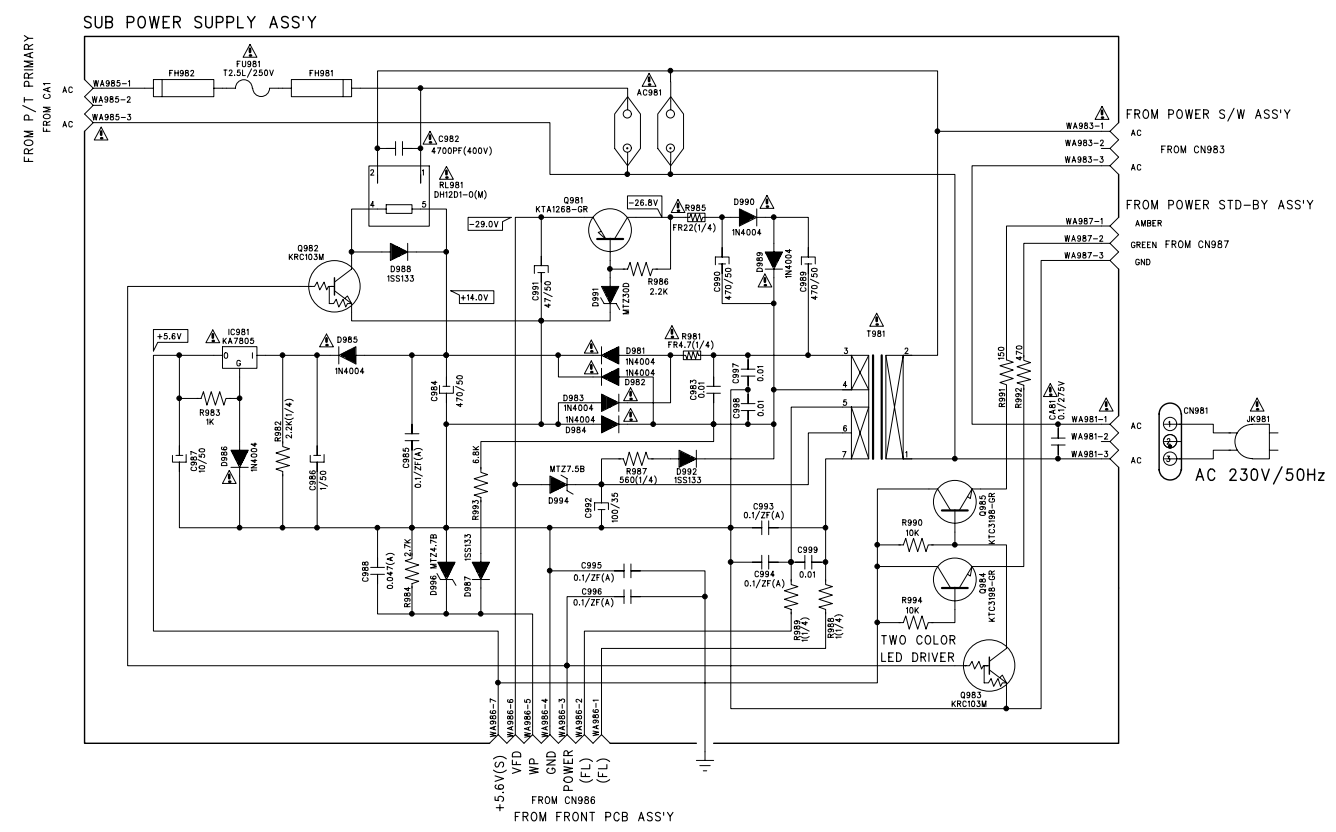 SUB POWER SUPPLY ASS'Y
FROM P/T PRIMARY
FROM CA1
AC
WA985-1
WA985-2
AC
WA985-3
FH982
FU981
T2.5L/250V
FH981
AC981
C982
4700PF(400V)
2
1
RL981
DH12D1-0(M)
4
5
Q982
KRC103M
D988
1SS133
+14.0V
-29.0V
Q981
KTA1268-GR
-26.8V
R985
FR22(1/4)
D990
1N4004
C991
47/50
D991
MTZ30D
R986
2.2K
C990
470/50
D989
1N4004
C989
470/50
WA983-1
AC
WA983-2
WA983-3
AC
FROM POWER S/W ASS'Y
FROM CN983
FROM POWER STD-BY ASS'Y
WA987-1
AMBER
WA987-2
GREEN
FROM CN987
WA987-3
GND
+5.6V
IC981
KA7805
O
I
G
D985
1N4004
R983
1K
D986
1N4004
R982
2.2K(1/4)
C987
10/50
C986
1/50
C984
470/50
C985
0.1/ZF(A)
D981
1N4004
1N4004
D982
D983
1N4004
1N4004
D984
R981
FR4.7(1/4)
C983
0.01
C997
0.01
C998
0.01
T981
3
2
4
5
6
7
1
R991
150
R992
470
CA811
0.1/275V
WA981-1
AC
WA981-2
WA981-3
AC
CN981
1
2
3
JK981
AC 230V/50Hz
R993
6.8K
MTZ7.5B
D994
R987
560(1/4)
D992
1SS133
C992
100/35
C993
0.1/ZF(A)
C994
0.1/ZF(A)
C999
0.01
C988
0.047(A)
R984
2.7K
D996
MTZ4.7B
D987
1SS133
C995
0.1/ZF(A)
C996
0.1/ZF(A)
R989
1(1/4)
R988
1(1/4)
Q985
KTC3198-GR
R990
10K
Q984
KTC3198-GR
R994
10K
TWO COLOR
LED DRIVER
Q983
KRC103M
WA986-7
WA986-6
WA986-5
WA986-4
WA986-3
WA986-2
WA986-1
+5.6V(S)
VFD
WP
GND
POWER
(FL)
(FL)
FROM CN986
FROM FRONT PCB ASS'Y